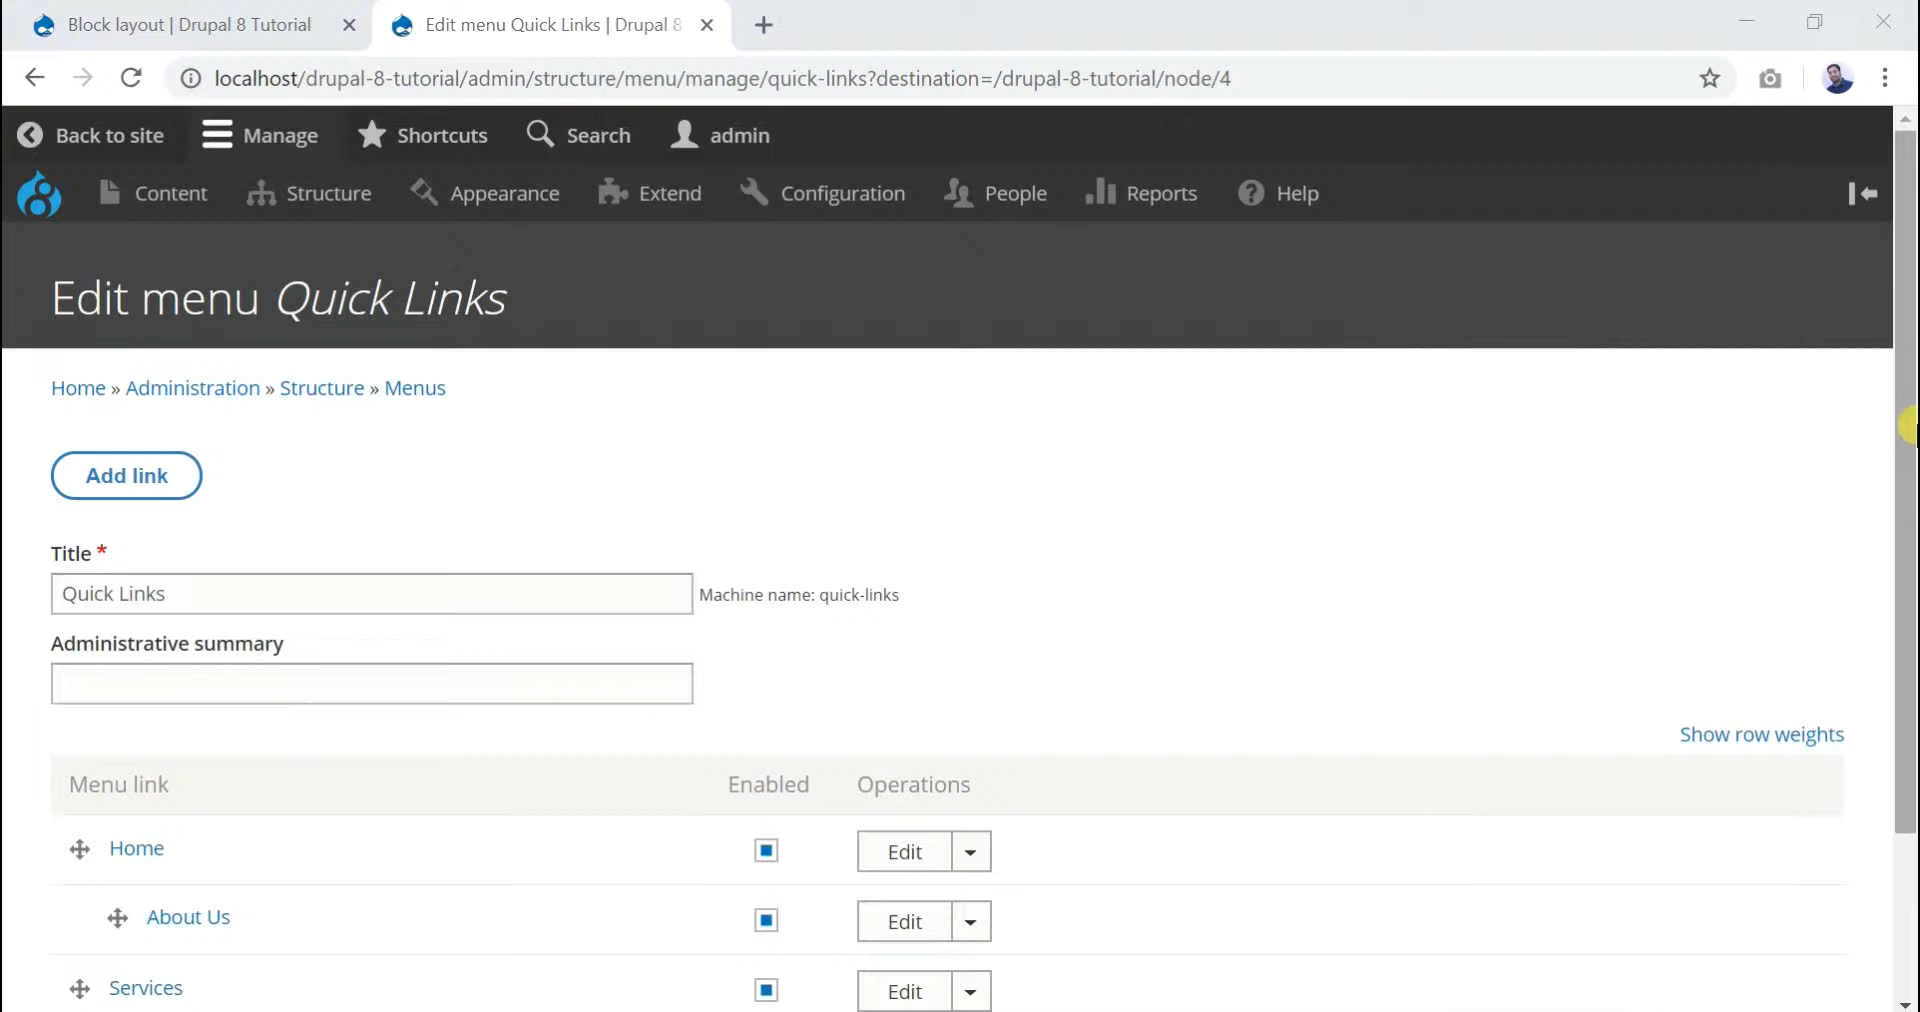 Block layout | Drupal 8 Tutorial
Edit menu Quick Links | Drupal 8
localhost/drupal-8-tutorial/admin/structure/menu/manage/quick-links?destination=/drupal-8-tutorial/node/4
Back to site
Manage
Shortcuts
Search
admin
Content
Structure
Appearance
Extend
Configuration
People
Reports
Help
Edit menu Quick Links
Home » Administration » Structure » Menus
Add link
Title *
Quick Links
Machine name: quick-links
Administrative summary
Show row weights
Menu link
Enabled
Operations
Home
Edit
About Us
Edit
Services
Edit